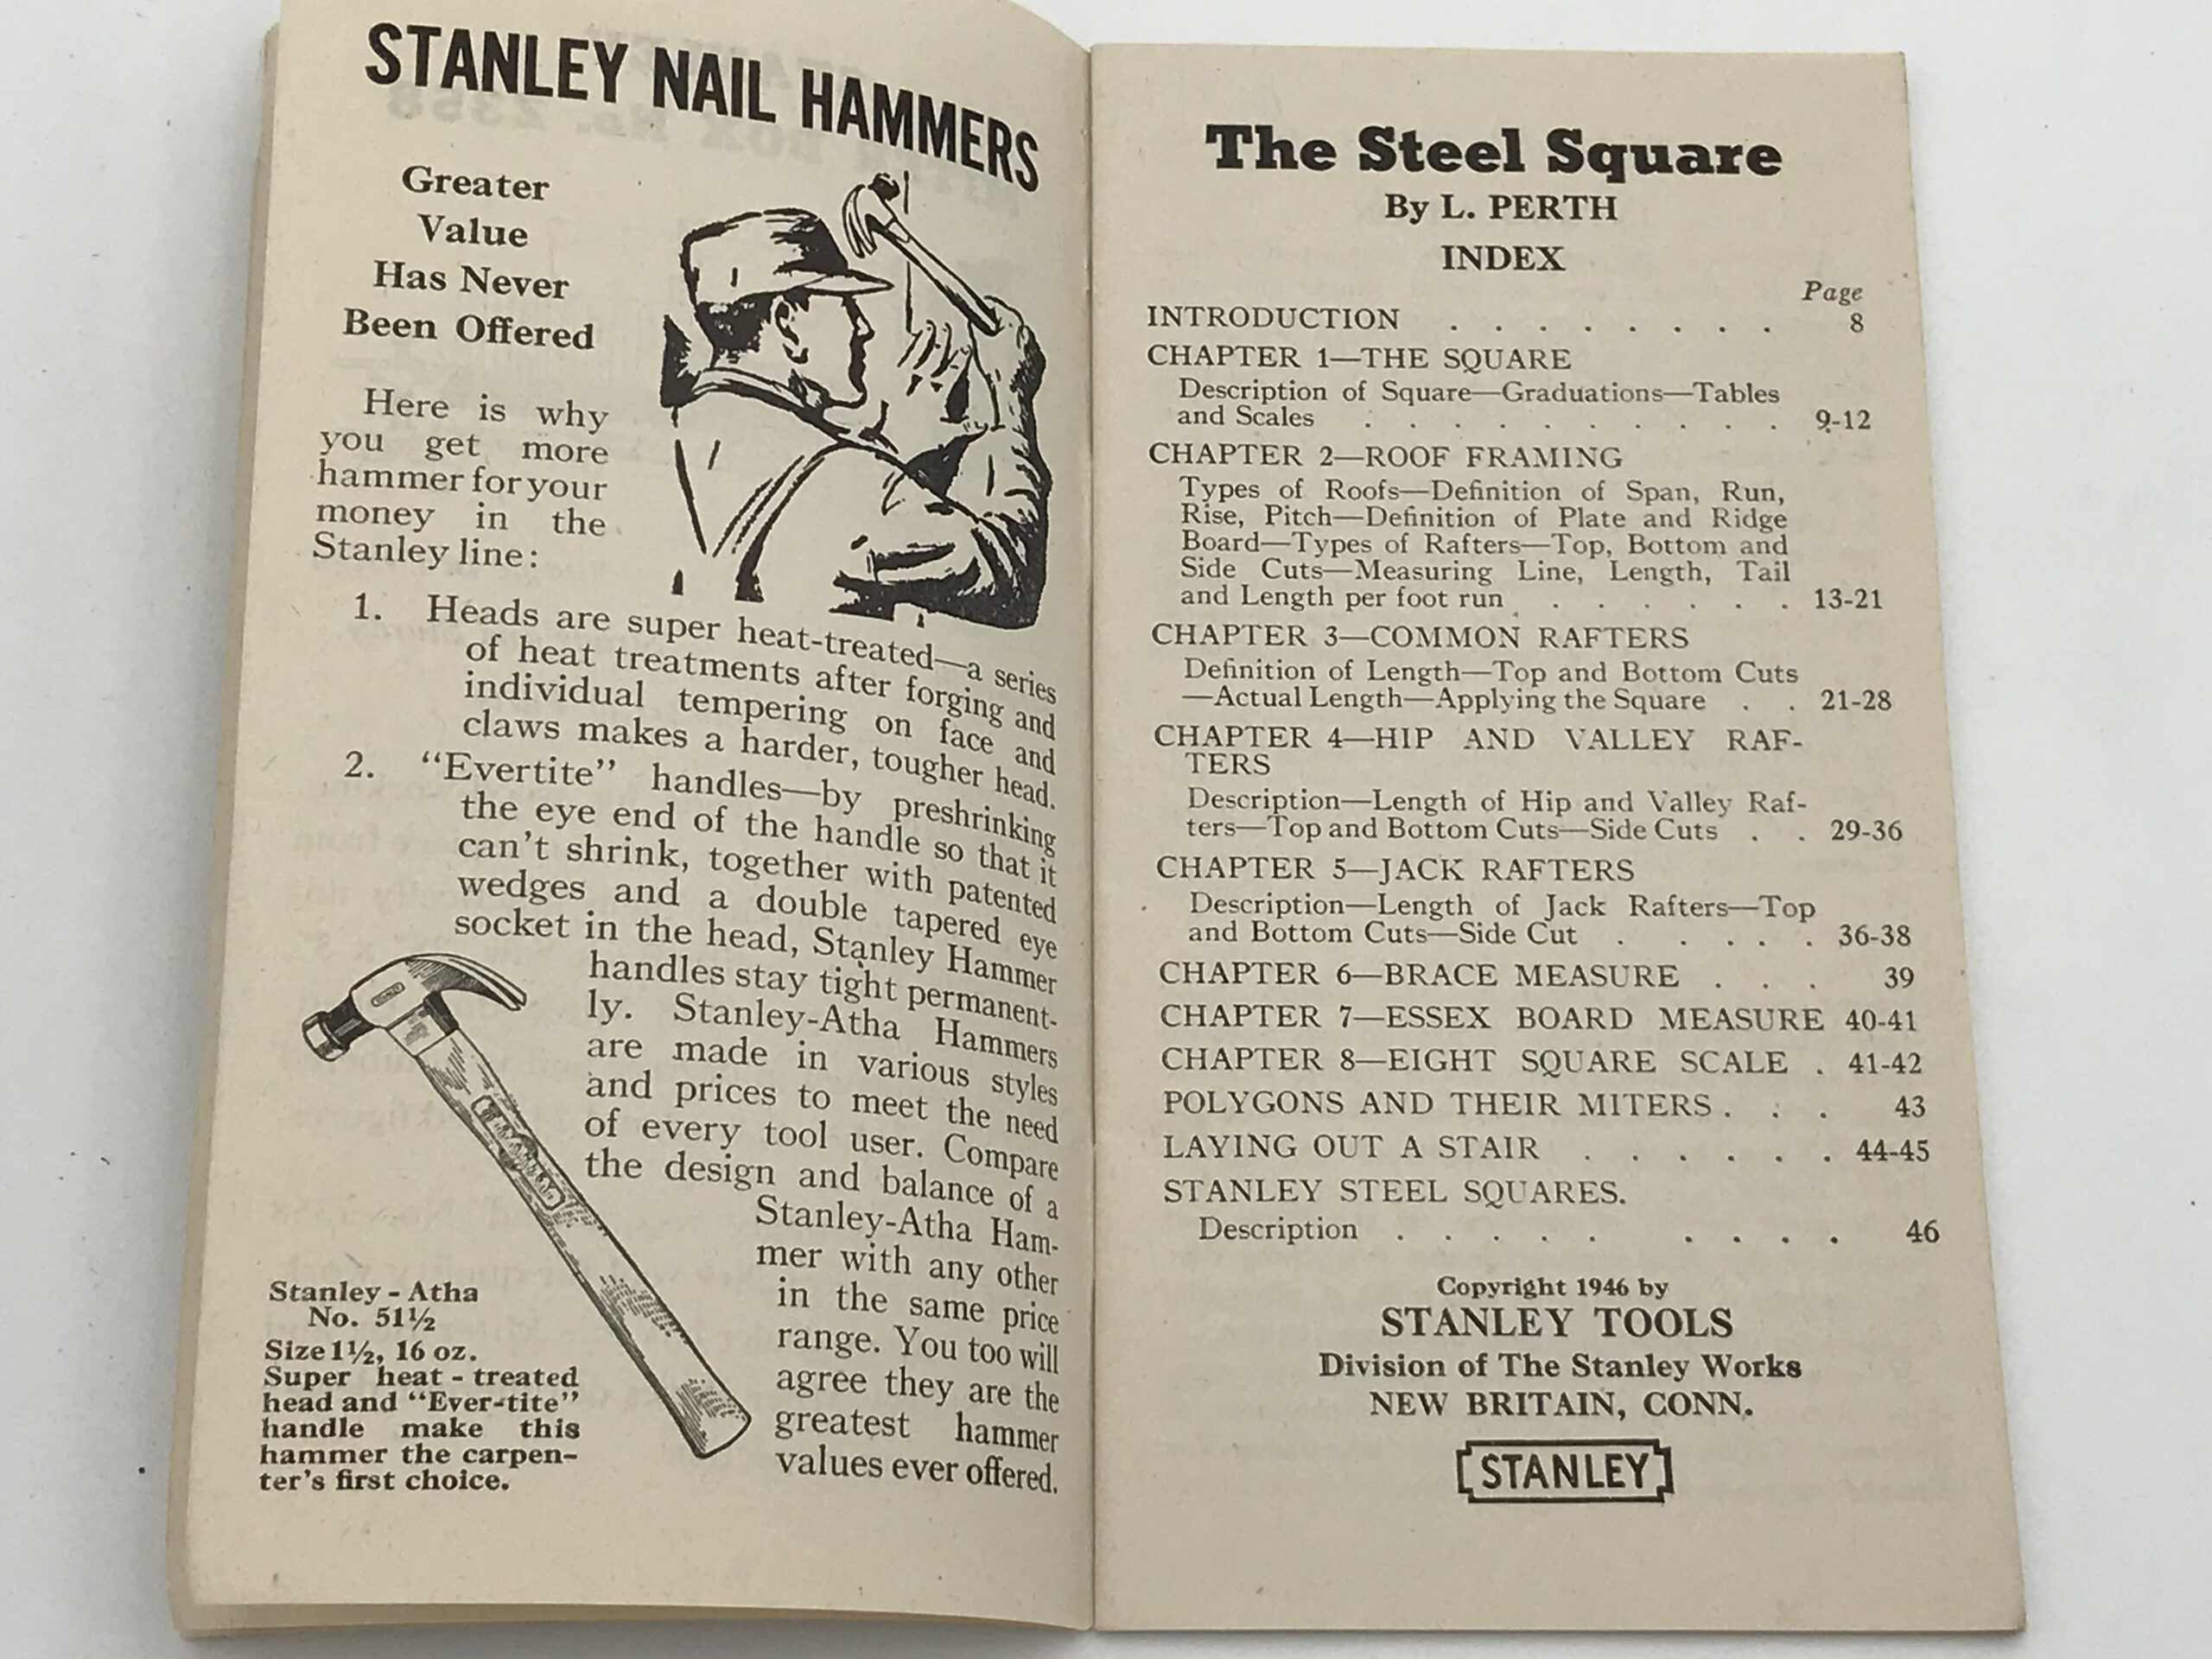 STANLEY NAIL HAMMERS
Greater
Value
Has Never
Been Offered
Here is why
you get more
hammer for your
money in the
Stanley line:
1. Heads are super heat-treated—a series
of heat treatments after forging and
individual tempering on face and
claws makes a harder, tougher head.
2. “Evertite” handles—by preshrinking
the eye end of the handle so that it
can't shrink, together with patented
wedges and a double tapered eye
socket in the head, Stanley Hammer
handles stay tight permanent-
ly. Stanley-Atha Hammers
are made in various styles
and prices to meet the need
of every tool user. Compare
the design and balance of a
Stanley-Atha Ham-
mer with any other
in the same price
range. You too will
agree they are the
greatest hammer
values ever offered.
Stanley - Atha
No. 51½
Size 1½, 16 oz.
Super heat - treated
head and “Ever-tite”
handle make this
hammer the carpen-
ter's first choice.
The Steel Square
By L. PERTH
INDEX
Page
INTRODUCTION . . . . . . . . 8
CHAPTER 1—THE SQUARE
Description of Square—Graduations—Tables
and Scales . . . . . . . . . . 9-12
CHAPTER 2—ROOF FRAMING
Types of Roofs—Definition of Span, Run,
Rise, Pitch—Definition of Plate and Ridge
Board—Types of Rafters—Top, Bottom and
Side Cuts—Measuring Line, Length, Tail
and Length per foot run . . . . . . . 13-21
CHAPTER 3—COMMON RAFTERS
Definition of Length—Top and Bottom Cuts
—Actual Length—Applying the Square . . 21-28
CHAPTER 4—HIP AND VALLEY RAF-
TERS
Description—Length of Hip and Valley Raf-
ters—Top and Bottom Cuts—Side Cuts . . 29-36
CHAPTER 5—JACK RAFTERS
Description—Length of Jack Rafters—Top
and Bottom Cuts—Side Cut . . . . . 36-38
CHAPTER 6—BRACE MEASURE . . . 39
CHAPTER 7—ESSEX BOARD MEASURE 40-41
CHAPTER 8—EIGHT SQUARE SCALE . 41-42
POLYGONS AND THEIR MITERS . . . 43
LAYING OUT A STAIR . . . . . . 44-45
STANLEY STEEL SQUARES.
Description . . . . . . . . . 46
Copyright 1946 by
STANLEY TOOLS
Division of The Stanley Works
NEW BRITAIN, CONN.
STANLEY